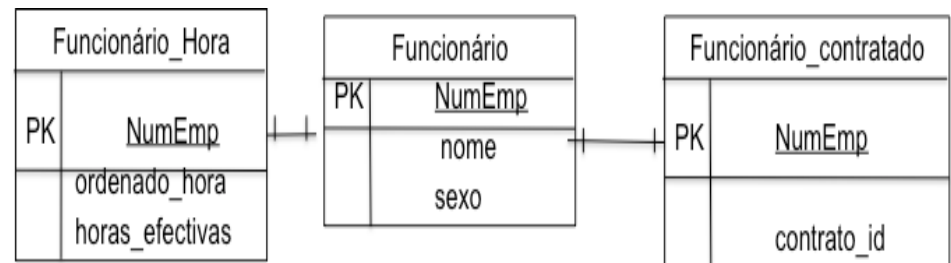 Funcionário_Hora
PK
NumEmp
ordenado_hora
horas_efectivas
Funcionário
PK
NumEmp
nome
sexo
Funcionário_contratado
PK
NumEmp
contrato_id